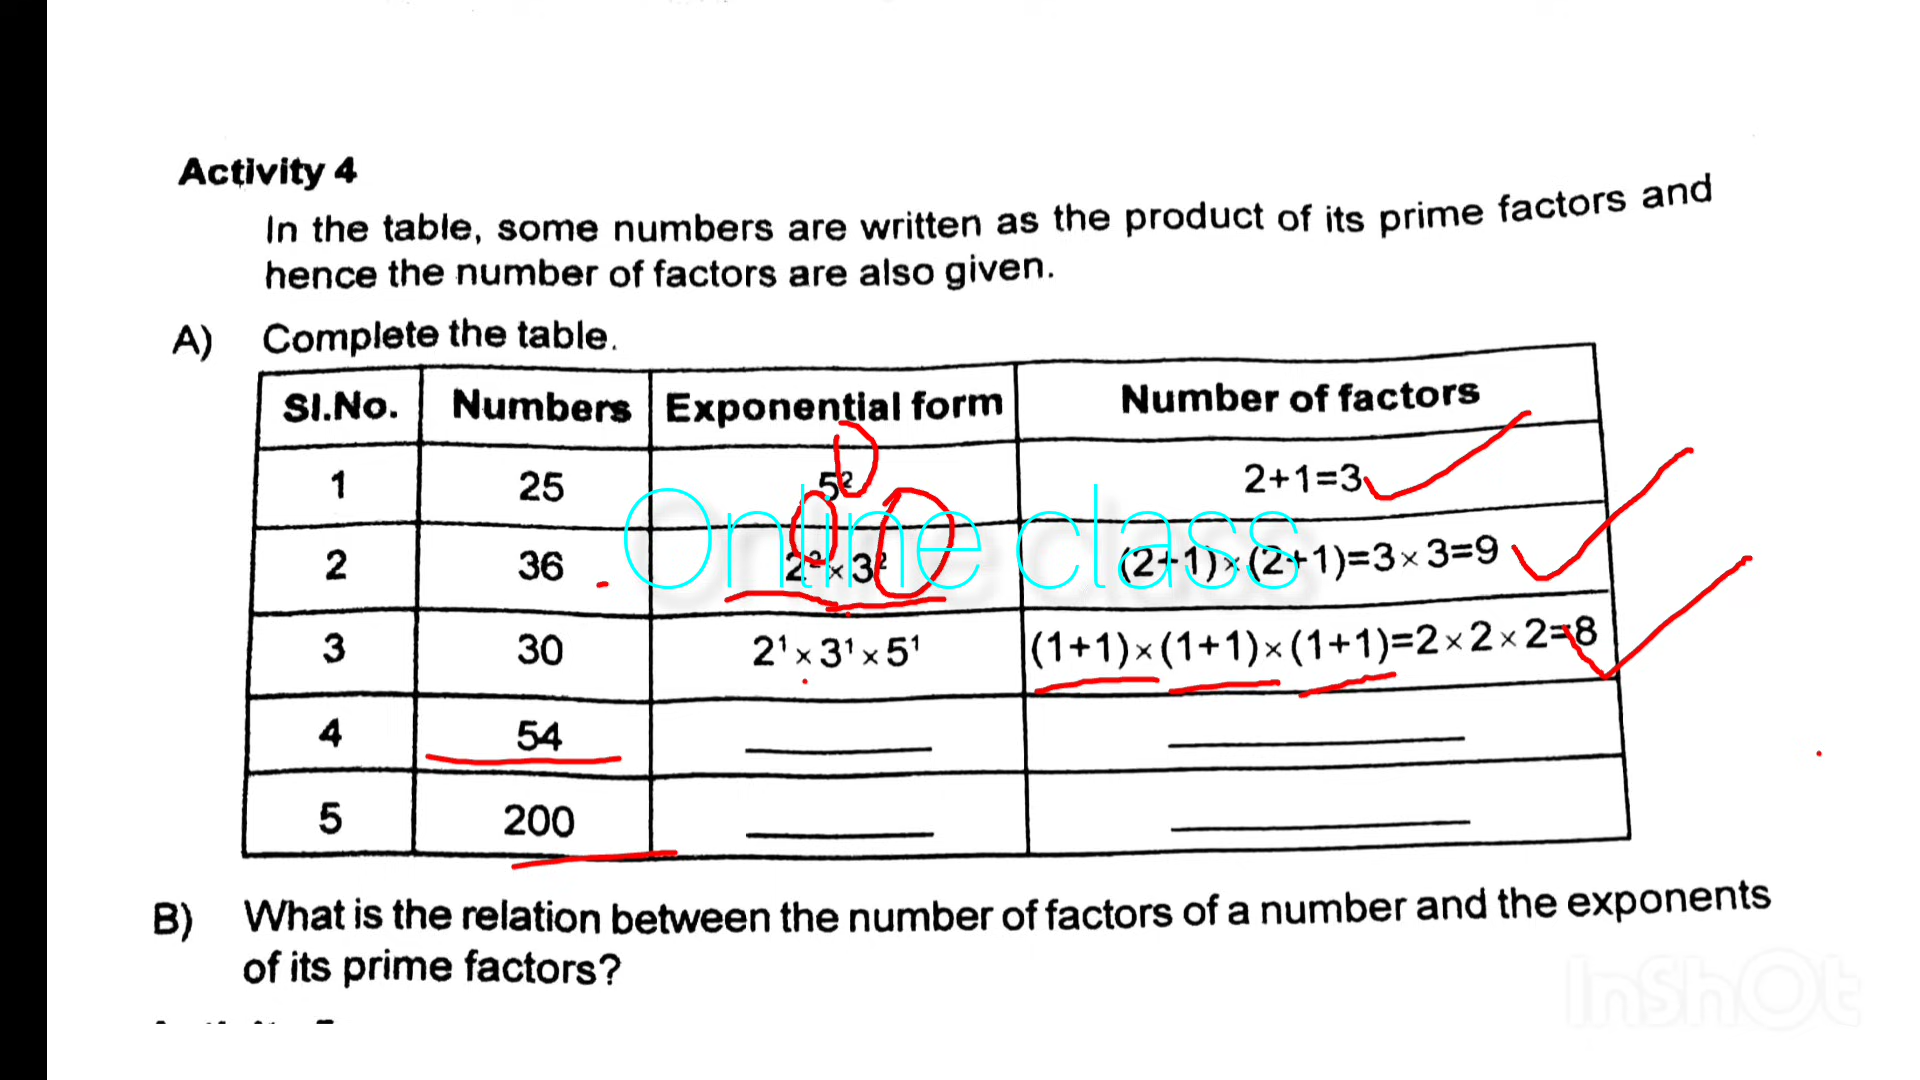 Activity 4
In the table, some numbers are written as the product of its prime factors and
hence the number of factors are also given.
A) Complete the table.
Sl.No. Numbers Exponential form Number of factors
1 25 5² 2+1=3
2 36 2²×3² (2+1)×(2+1)=3×3=9
3 30 2¹×3¹×5¹ (1+1)×(1+1)×(1+1)=2×2×2=8
4 54
5 200
Online class
B) What is the relation between the number of factors of a number and the exponents
of its prime factors?
InShOt